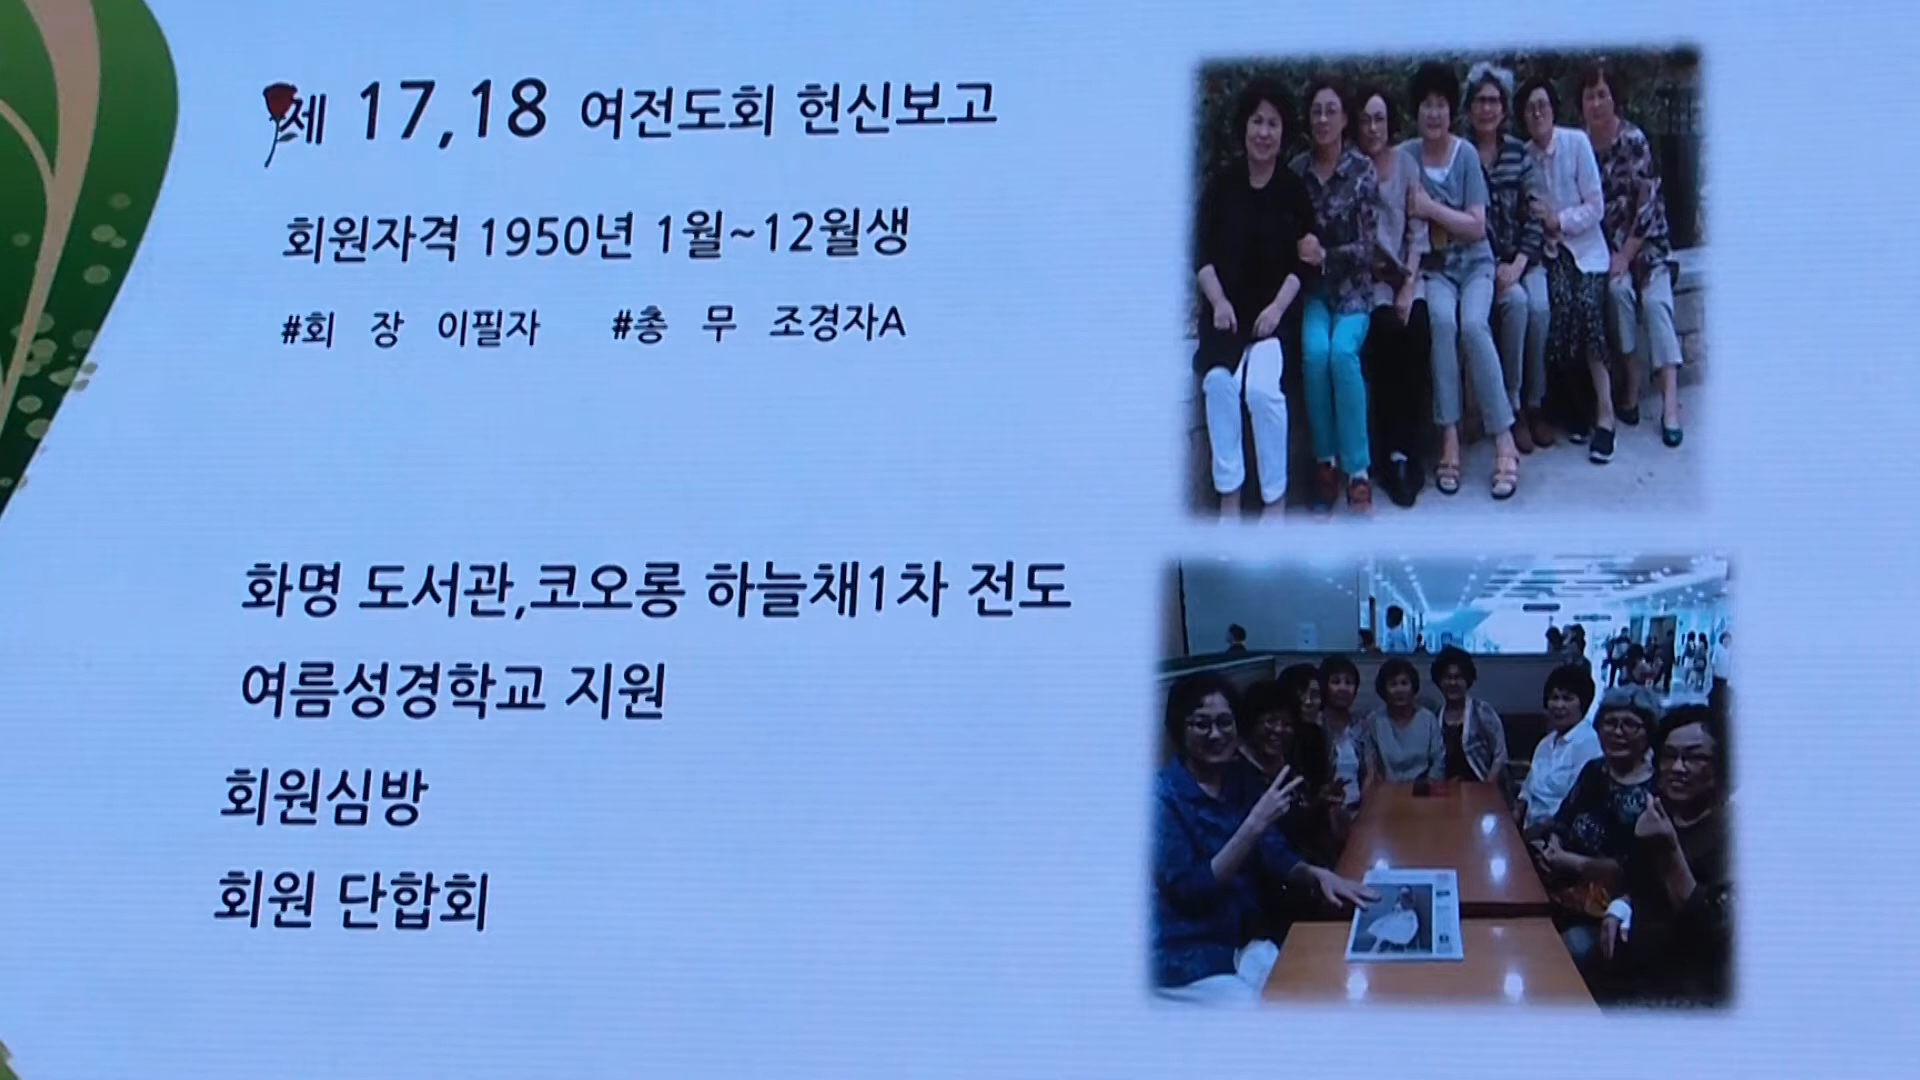 제 17,18 여전도회 헌신보고
회원자격 1950년 1월~12월생
#회 장 이필자 #총 무 조경자A
화명 도서관,코오롱 하늘채1차 전도
여름성경학교 지원
회원심방
회원 단합회